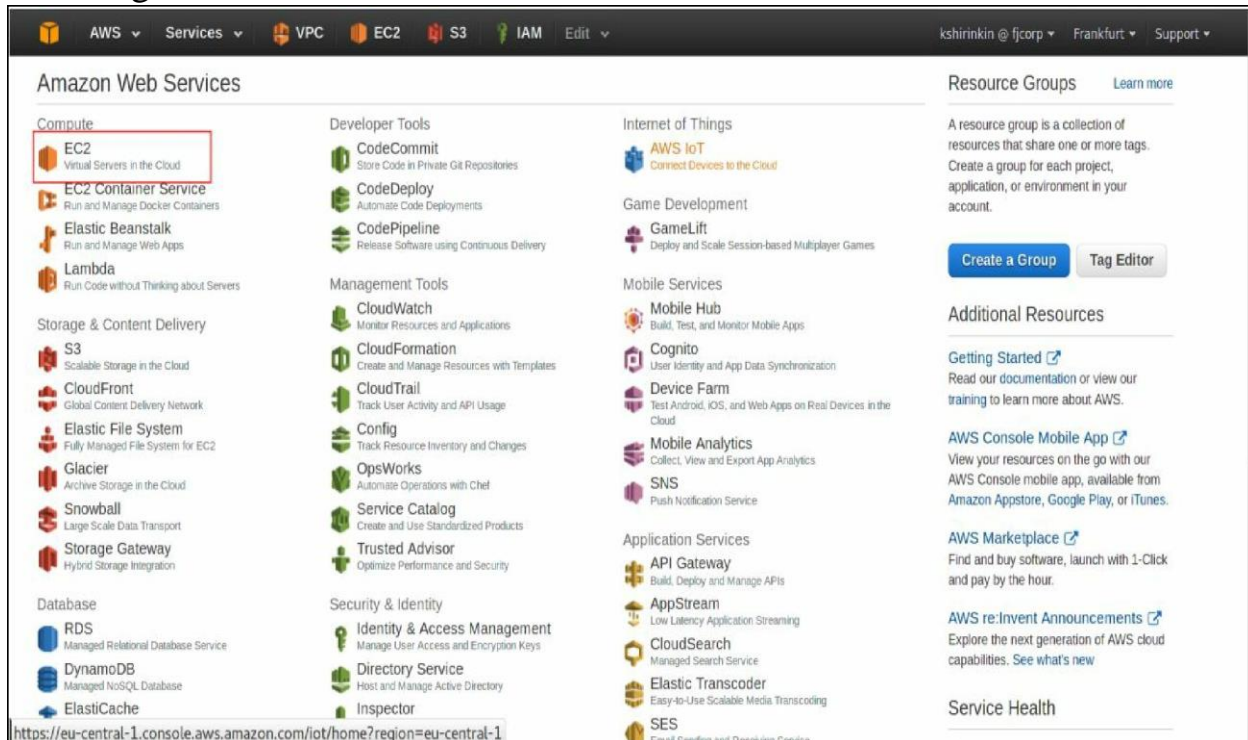 AWS Services VPC EC2 S3 IAM Edit kshirinkin @ fjcorp Frankfurt Support
Amazon Web Services
Compute
EC2
Virtual Servers in the Cloud
EC2 Container Service
Run and Manage Docker Containers
Elastic Beanstalk
Run and Manage Web Apps
Lambda
Run Code without Thinking about Servers
Storage & Content Delivery
S3
Scalable Storage in the Cloud
CloudFront
Global Content Delivery Network
Elastic File System
Fully Managed File System for EC2
Glacier
Archive Storage in the Cloud
Snowball
Large Scale Data Transport
Storage Gateway
Hybrid Storage Integration
Database
RDS
Managed Relational Database Service
DynamoDB
Managed NoSQL Database
ElastiCache
Developer Tools
CodeCommit
Store Code in Private Git Repositories
CodeDeploy
Automate Code Deployments
CodePipeline
Release Software using Continuous Delivery
Management Tools
CloudWatch
Monitor Resources and Applications
CloudFormation
Create and Manage Resources with Templates
CloudTrail
Track User Activity and API Usage
Config
Track Resource Inventory and Changes
OpsWorks
Automate Operations with Chef
Service Catalog
Create and Use Standardized Products
Trusted Advisor
Optimize Performance and Security
Security & Identity
Identity & Access Management
Manage User Access and Encryption Keys
Directory Service
Host and Manage Active Directory
Inspector
Internet of Things
AWS IoT
Connect Devices to the Cloud
Game Development
GameLift
Deploy and Scale Session-based Multiplayer Games
Mobile Services
Mobile Hub
Build, Test, and Monitor Mobile Apps
Cognito
User Identity and App Data Synchronization
Device Farm
Test Android, iOS, and Web Apps on Real Devices in the
Cloud
Mobile Analytics
Collect, View and Export App Analytics
SNS
Push Notification Service
Application Services
API Gateway
Build, Deploy and Manage APIs
AppStream
Low Latency Application Streaming
CloudSearch
Managed Search Service
Elastic Transcoder
Easy-to-Use Scalable Media Transcoding
SES
Resource Groups Learn more
A resource group is a collection of
resources that share one or more tags.
Create a group for each project,
application, or environment in your
account.
Create a Group Tag Editor
Additional Resources
Getting Started
Read our documentation or view our
training to learn more about AWS.
AWS Console Mobile App
View your resources on the go with our
AWS Console mobile app, available from
Amazon Appstore, Google Play, or iTunes.
AWS Marketplace
Find and buy software, launch with 1-Click
and pay by the hour.
AWS re:Invent Announcements
Explore the next generation of AWS cloud
capabilities. See what's new
Service Health
https://eu-central-1.console.aws.amazon.com/iot/home?region=eu-central-1